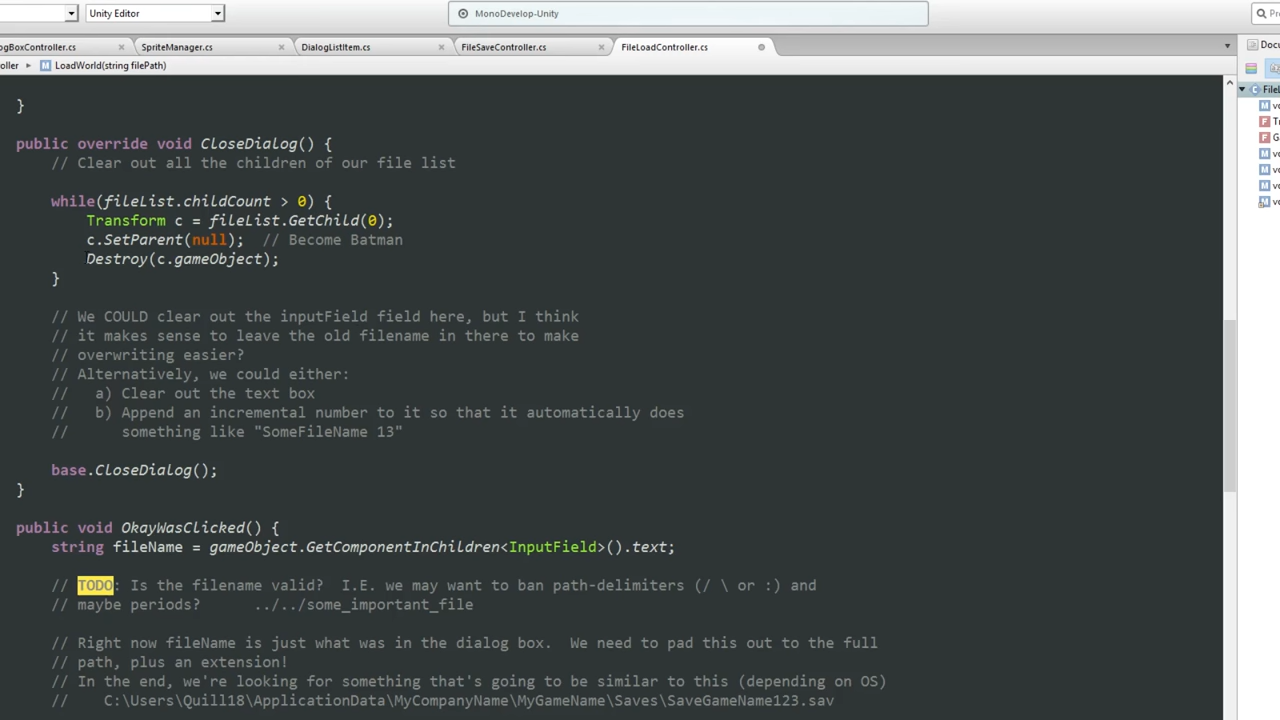 Unity Editor
MonoDevelop-Unity
ogBoxController.cs
SpriteManager.cs
DialogListItem.cs
FileSaveController.cs
FileLoadController.cs
Docu
oller ▸ M LoadWorld(string filePath)
FileL
}
public override void CloseDialog() {
// Clear out all the children of our file list
while(fileList.childCount > 0) {
Transform c = fileList.GetChild(0);
c.SetParent(null);  // Become Batman
Destroy(c.gameObject);
}
// We COULD clear out the inputField field here, but I think
// it makes sense to leave the old filename in there to make
// overwriting easier?
// Alternatively, we could either:
//   a) Clear out the text box
//   b) Append an incremental number to it so that it automatically does
//      something like "SomeFileName 13"
base.CloseDialog();
}
public void OkayWasClicked() {
string fileName = gameObject.GetComponentInChildren<InputField>().text;
// TODO: Is the filename valid?  I.E. we may want to ban path-delimiters (/ \ or :) and
// maybe periods?      ../../some_important_file
// Right now fileName is just what was in the dialog box.  We need to pad this out to the full
// path, plus an extension!
// In the end, we're looking for something that's going to be similar to this (depending on OS)
//    C:\Users\Quill18\ApplicationData\MyCompanyName\MyGameName\Saves\SaveGameName123.sav